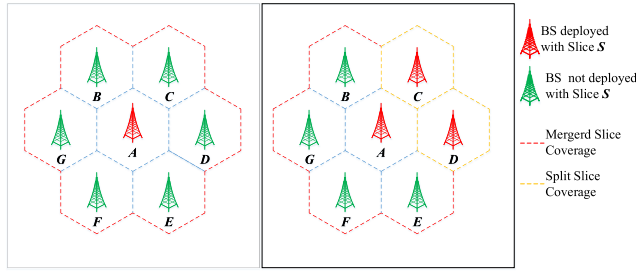 B
C
G
A
D
F
E
B
C
G
A
D
F
E
BS deployed
with Slice S
BS not deployed
with Slice S
Mergerd Slice
Coverage
Split Slice
Coverage